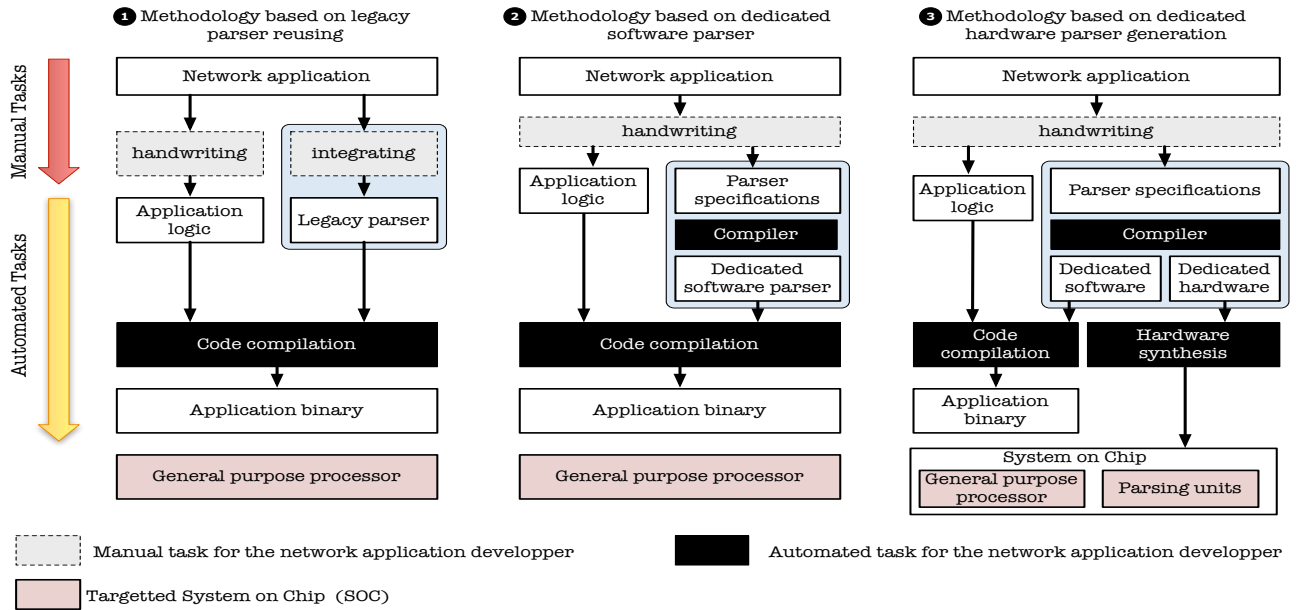 1 Methodology based on legacy
parser reusing
Manual Tasks
Automated Tasks
Network application
handwriting
integrating
Application
logic
Legacy parser
Code compilation
Application binary
General purpose processor
2 Methodology based on dedicated
software parser
Network application
handwriting
Application
logic
Parser
specifications
Compiler
Dedicated
software parser
Code compilation
Application binary
General purpose processor
3 Methodology based on dedicated
hardware parser generation
Network application
handwriting
Application
logic
Parser specifications
Compiler
Dedicated
software
Dedicated
hardware
Code
compilation
Hardware
synthesis
Application
binary
System on Chip
General purpose
processor
Parsing units
Manual task for the network application developper
Automated task for the network application developper
Targetted System on Chip (SOC)